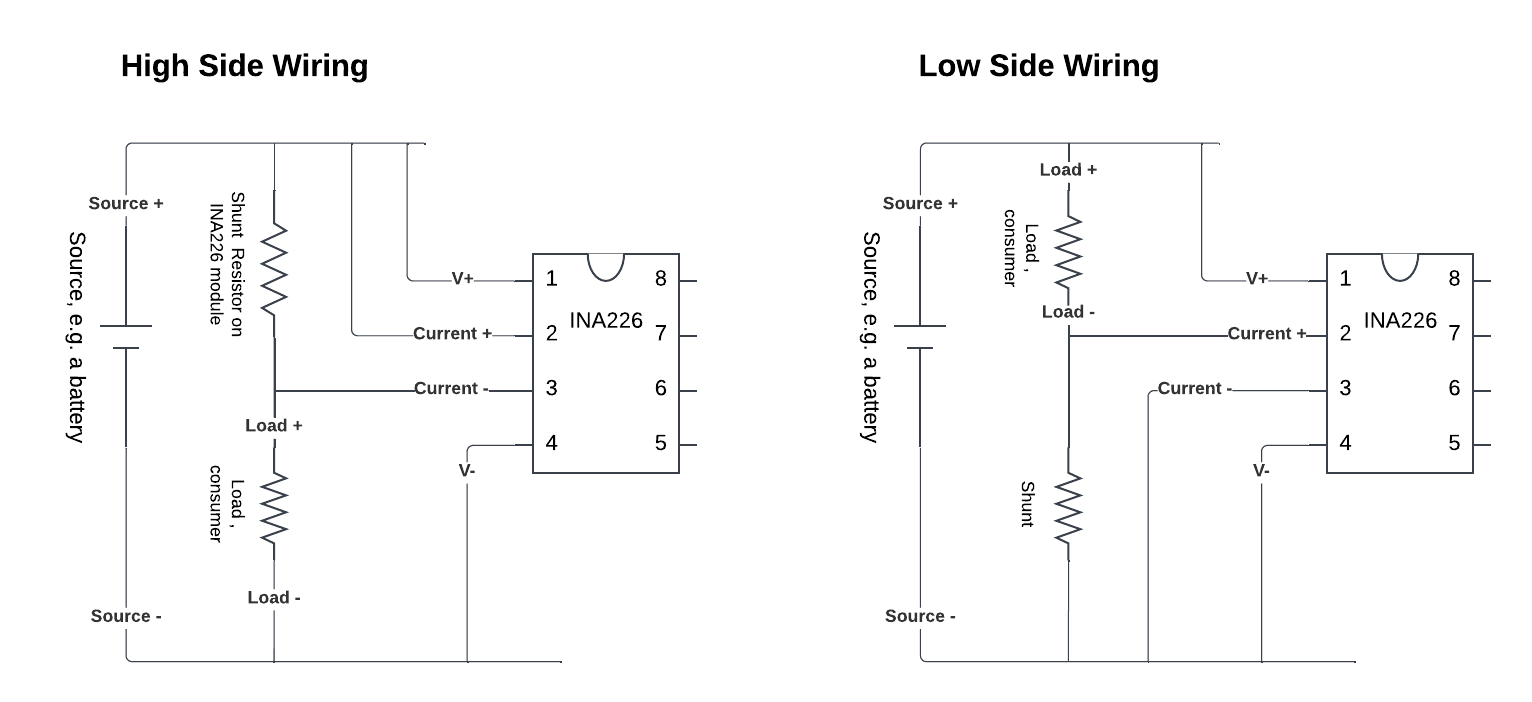 High Side Wiring
Source +
Source, e.g. a battery
Source -
Shunt Resistor on
INA226 module
Load +
Load ,
consumer
Load -
V+
Current +
Current -
V-
1
2
3
4
INA226
8
7
6
5
Low Side Wiring
Source +
Source, e.g. a battery
Source -
Load +
Load ,
consumer
Load -
Shunt
V+
Current +
Current -
V-
1
2
3
4
INA226
8
7
6
5